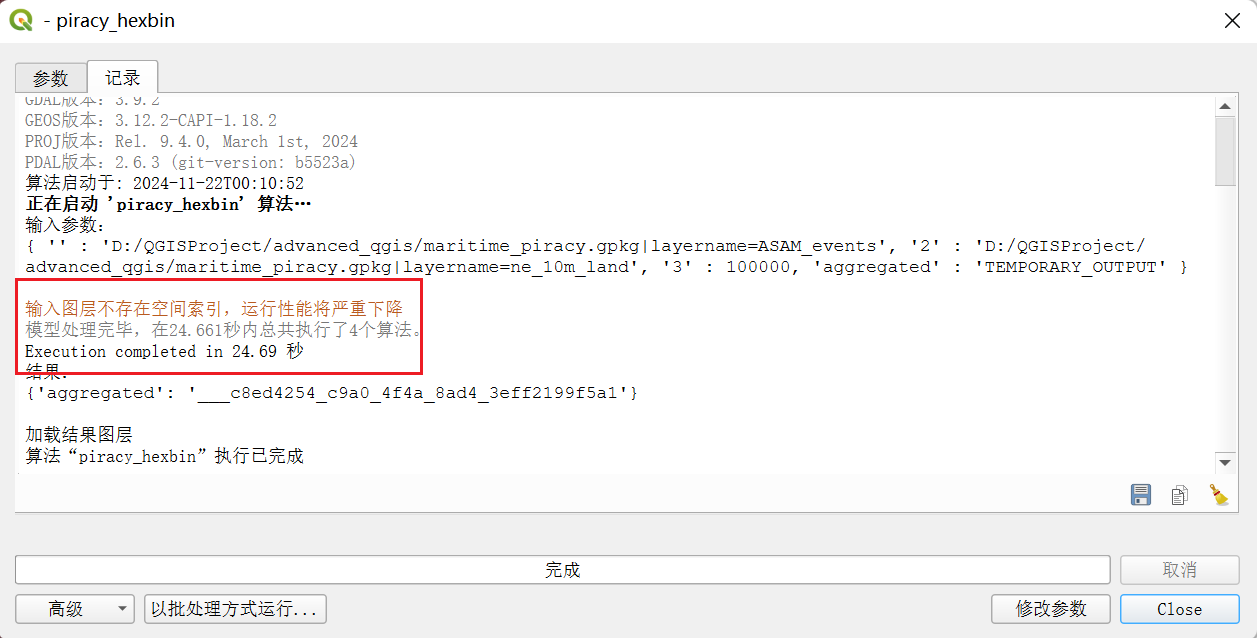 - piracy_hexbin
参数
记录
GDAL版本: 3.9.2
GEOS版本: 3.12.2-CAPI-1.18.2
PROJ版本: Rel. 9.4.0, March 1st, 2024
PDAL版本: 2.6.3 (git-version: b5523a)
算法启动于: 2024-11-22T00:10:52
正在启动 'piracy_hexbin' 算法…
输入参数:
{ '' : 'D:/QGISProject/advanced_qgis/maritime_piracy.gpkg|layername=ASAM_events', '2' : 'D:/QGISProject/
advanced_qgis/maritime_piracy.gpkg|layername=ne_10m_land', '3' : 100000, 'aggregated' : 'TEMPORARY_OUTPUT' }
输入图层不存在空间索引，运行性能将严重下降
模型处理完毕，在24.661秒内总共执行了4个算法。
Execution completed in 24.69 秒
结果:
{'aggregated': '___c8ed4254_c9a0_4f4a_8ad4_3eff2199f5a1'}
加载结果图层
算法“piracy_hexbin”执行已完成
完成
取消
高级
以批处理方式运行...
修改参数
Close